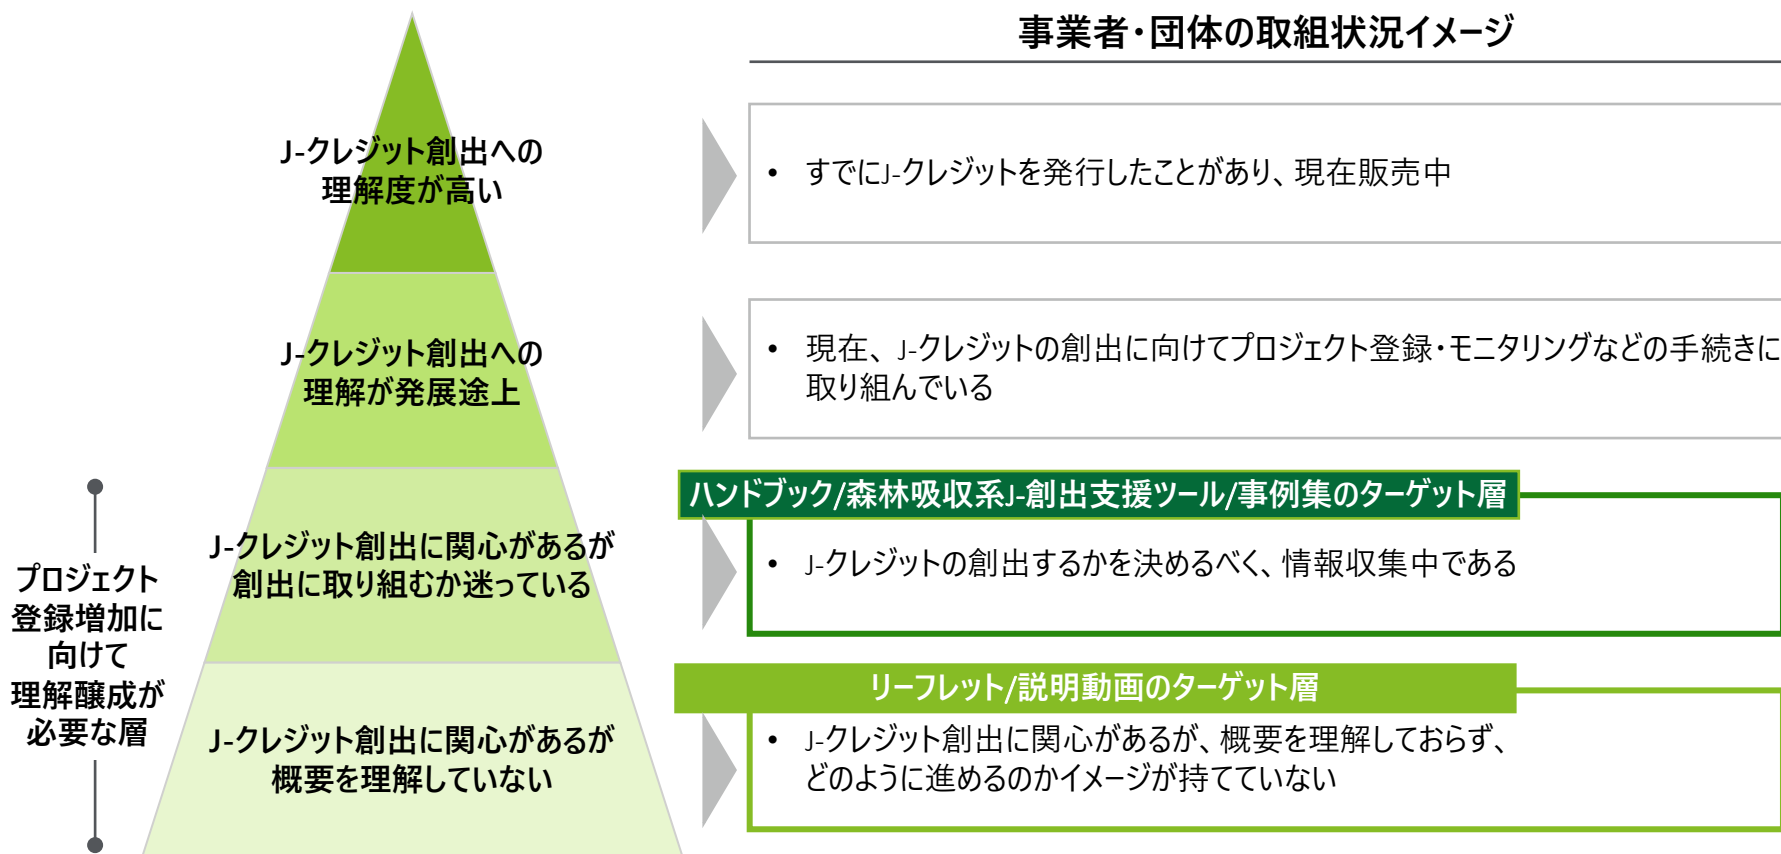 事業者・団体の取組状況イメージ
J-クレジット創出への
理解度が高い
• すでにJ-クレジットを発行したことがあり、現在販売中
J-クレジット創出への
理解が発展途上
• 現在、J-クレジットの創出に向けてプロジェクト登録・モニタリングなどの手続きに
取り組んでいる
プロジェクト
登録増加に
向けて
理解醸成が
必要な層
J-クレジット創出に関心があるが
創出に取り組むか迷っている
ハンドブック/森林吸収系J-創出支援ツール/事例集のターゲット層
• J-クレジットの創出するかを決めるべく、情報収集中である
J-クレジット創出に関心があるが
概要を理解していない
リーフレット/説明動画のターゲット層
• J-クレジット創出に関心があるが、概要を理解しておらず、
どのように進めるのかイメージが持てていない